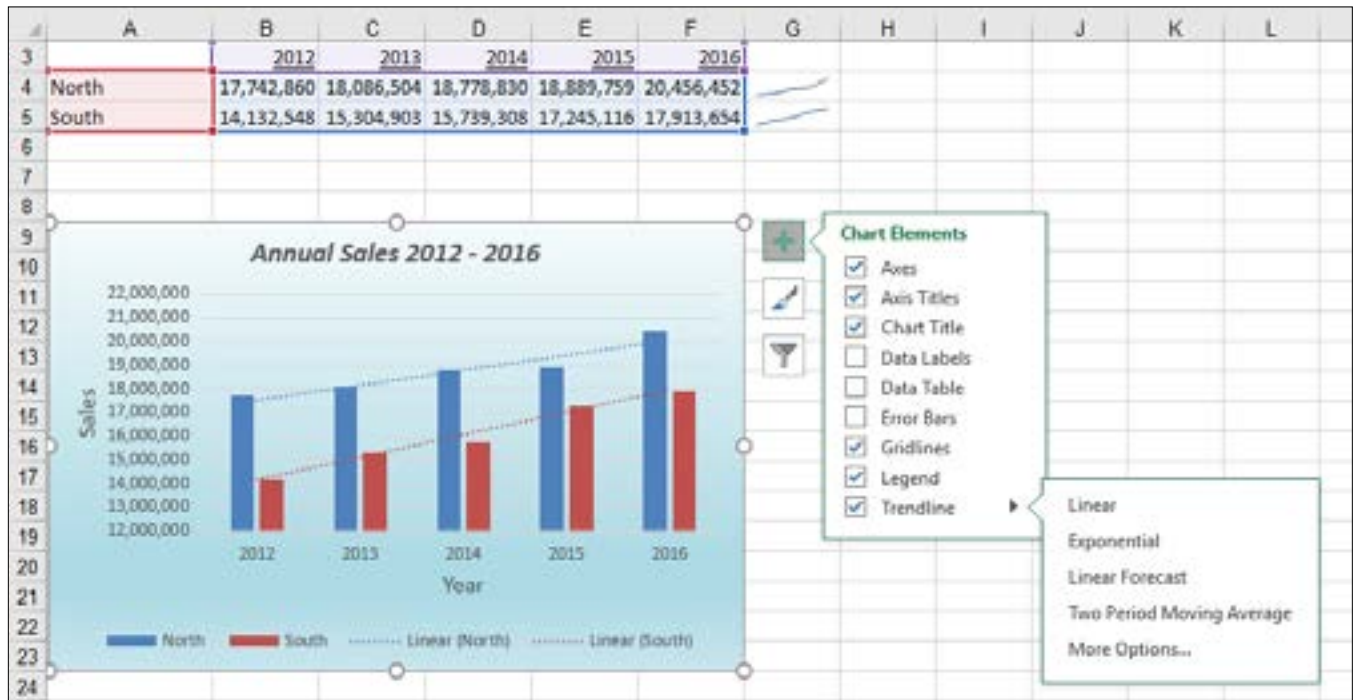 A B C D E F G H I J K L
3 2012 2013 2014 2015 2016
4 North 17,742,860 18,086,504 18,778,830 18,889,759 20,456,452
5 South 14,132,548 15,304,903 15,739,308 17,245,116 17,913,654
6
7
8
9
10
11
12
13
14
15
16
17
18
19
20
21
22
23
24
Annual Sales 2012 - 2016
22,000,000
21,000,000
20,000,000
19,000,000
18,000,000
17,000,000
16,000,000
15,000,000
14,000,000
13,000,000
12,000,000
Sales
2012 2013 2014 2015 2016
Year
North South Linear (North) Linear (South)
Chart Elements
Axes
Axis Titles
Chart Title
Data Labels
Data Table
Error Bars
Gridlines
Legend
Trendline
Linear
Exponential
Linear Forecast
Two Period Moving Average
More Options...